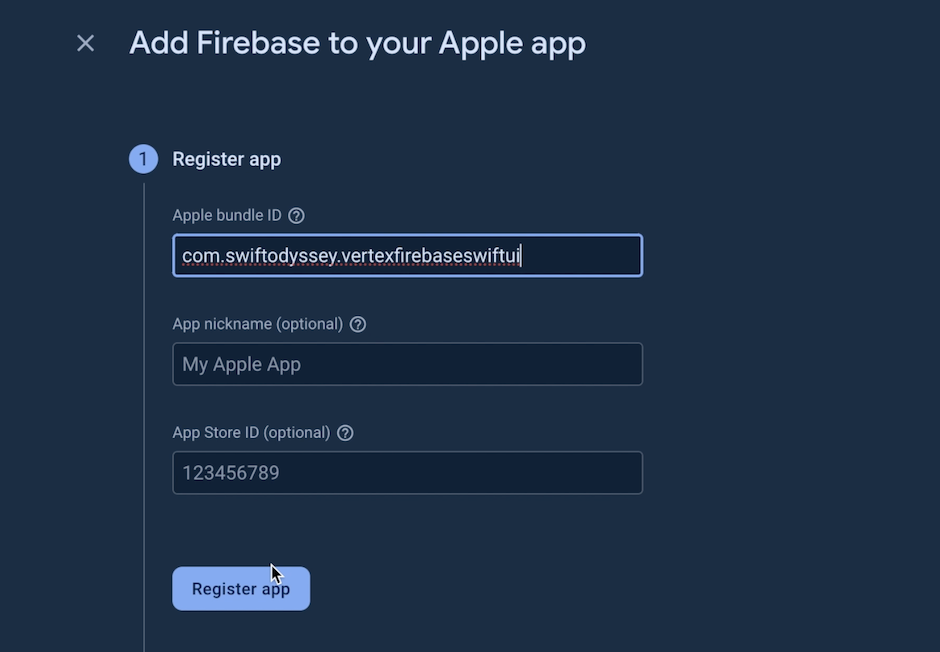 Add Firebase to your Apple app
1 Register app
Apple bundle ID
com.swiftodyssey.vertexfirebaseswiftui
App nickname (optional)
My Apple App
App Store ID (optional)
123456789
Register app